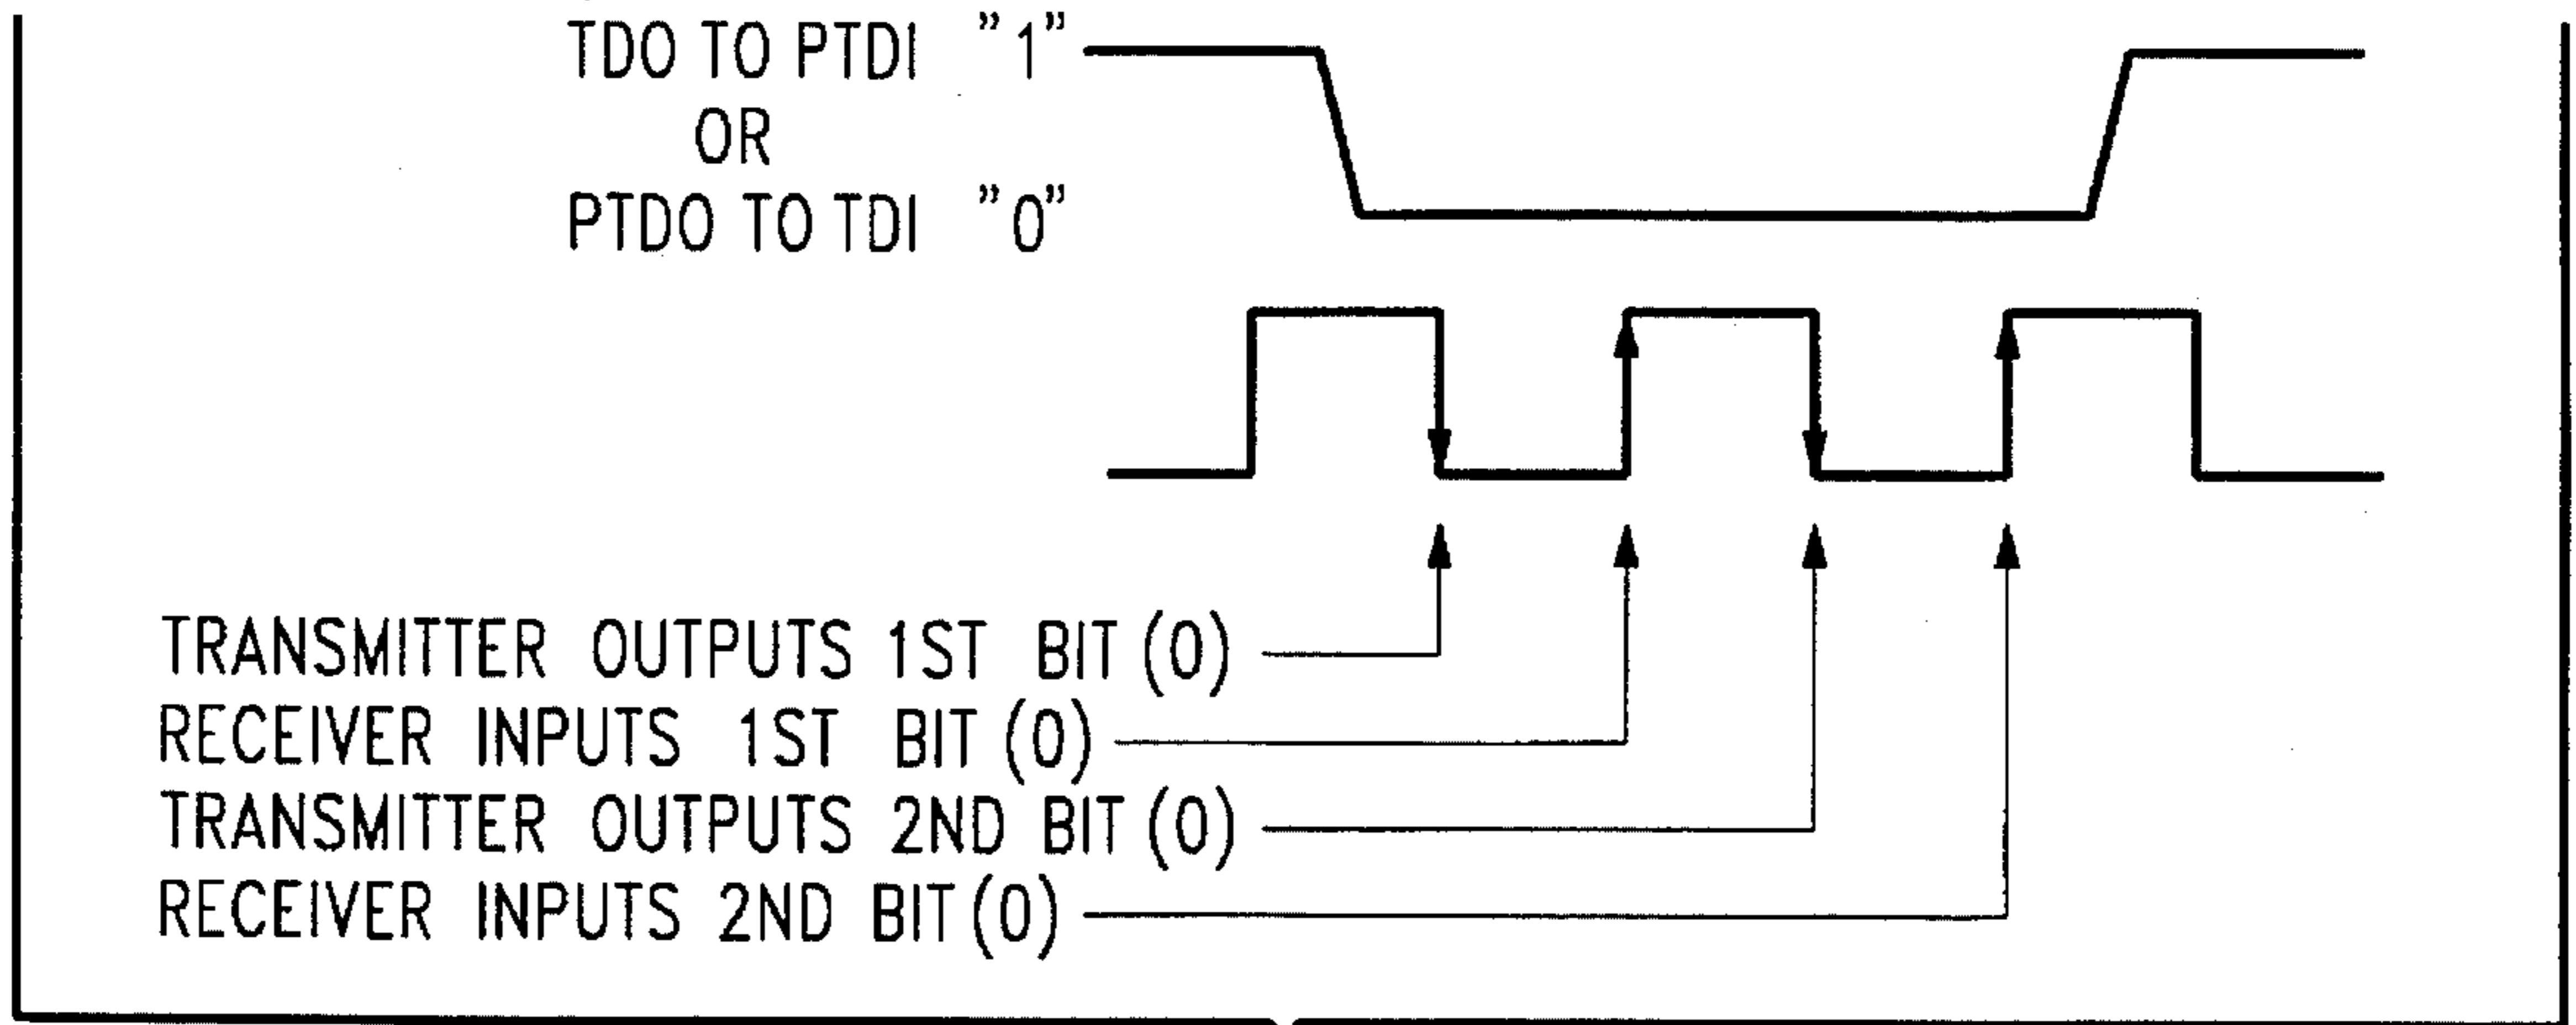 TDO TO PTDI "1"
OR
PTDO TO TDI "0"
TRANSMITTER OUTPUTS 1ST BIT (0)
RECEIVER INPUTS 1ST BIT (0)
TRANSMITTER OUTPUTS 2ND BIT (0)
RECEIVER INPUTS 2ND BIT (0)